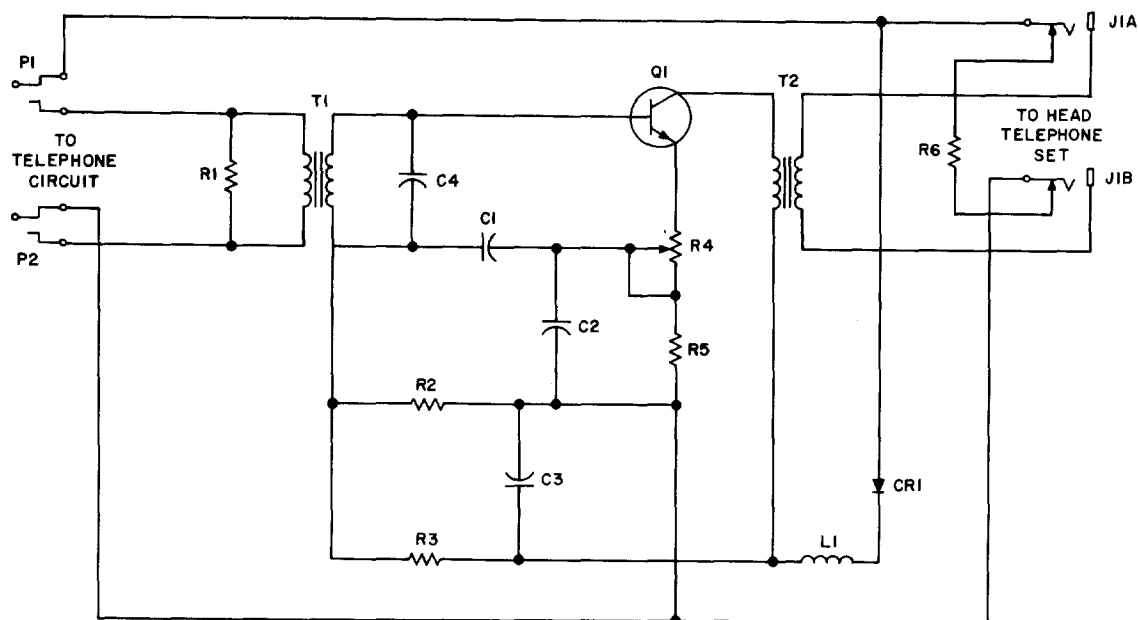 P1
TO
TELEPHONE
CIRCUIT
P2
R1
T1
C4
C1
C2
R2
C3
R3
Q1
R4
R5
T2
L1
CR1
R6
J1A
TO HEAD
TELEPHONE
SET
J1B